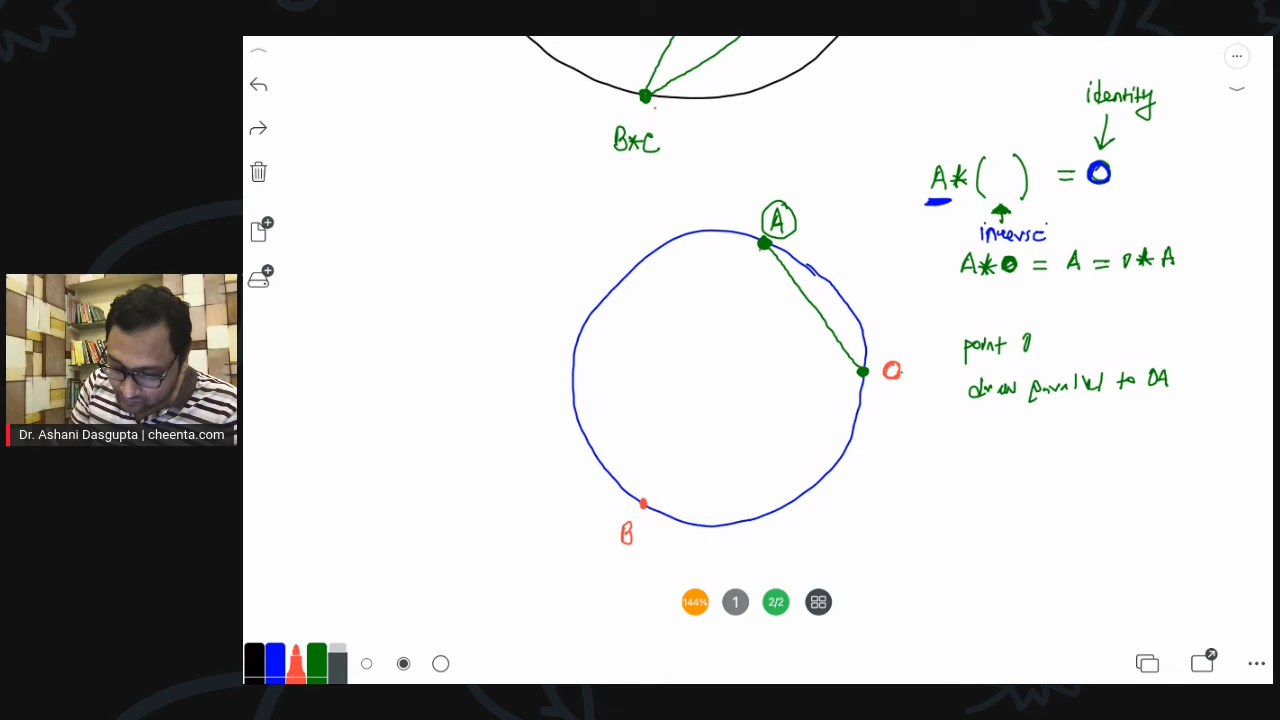 identity
B*C
A*( ) = O
A
inverse
A*O = A = O*A
point O
O
draw parallel to OA
Dr. Ashani Dasgupta | cheenta.com
B
144%
1
2/2